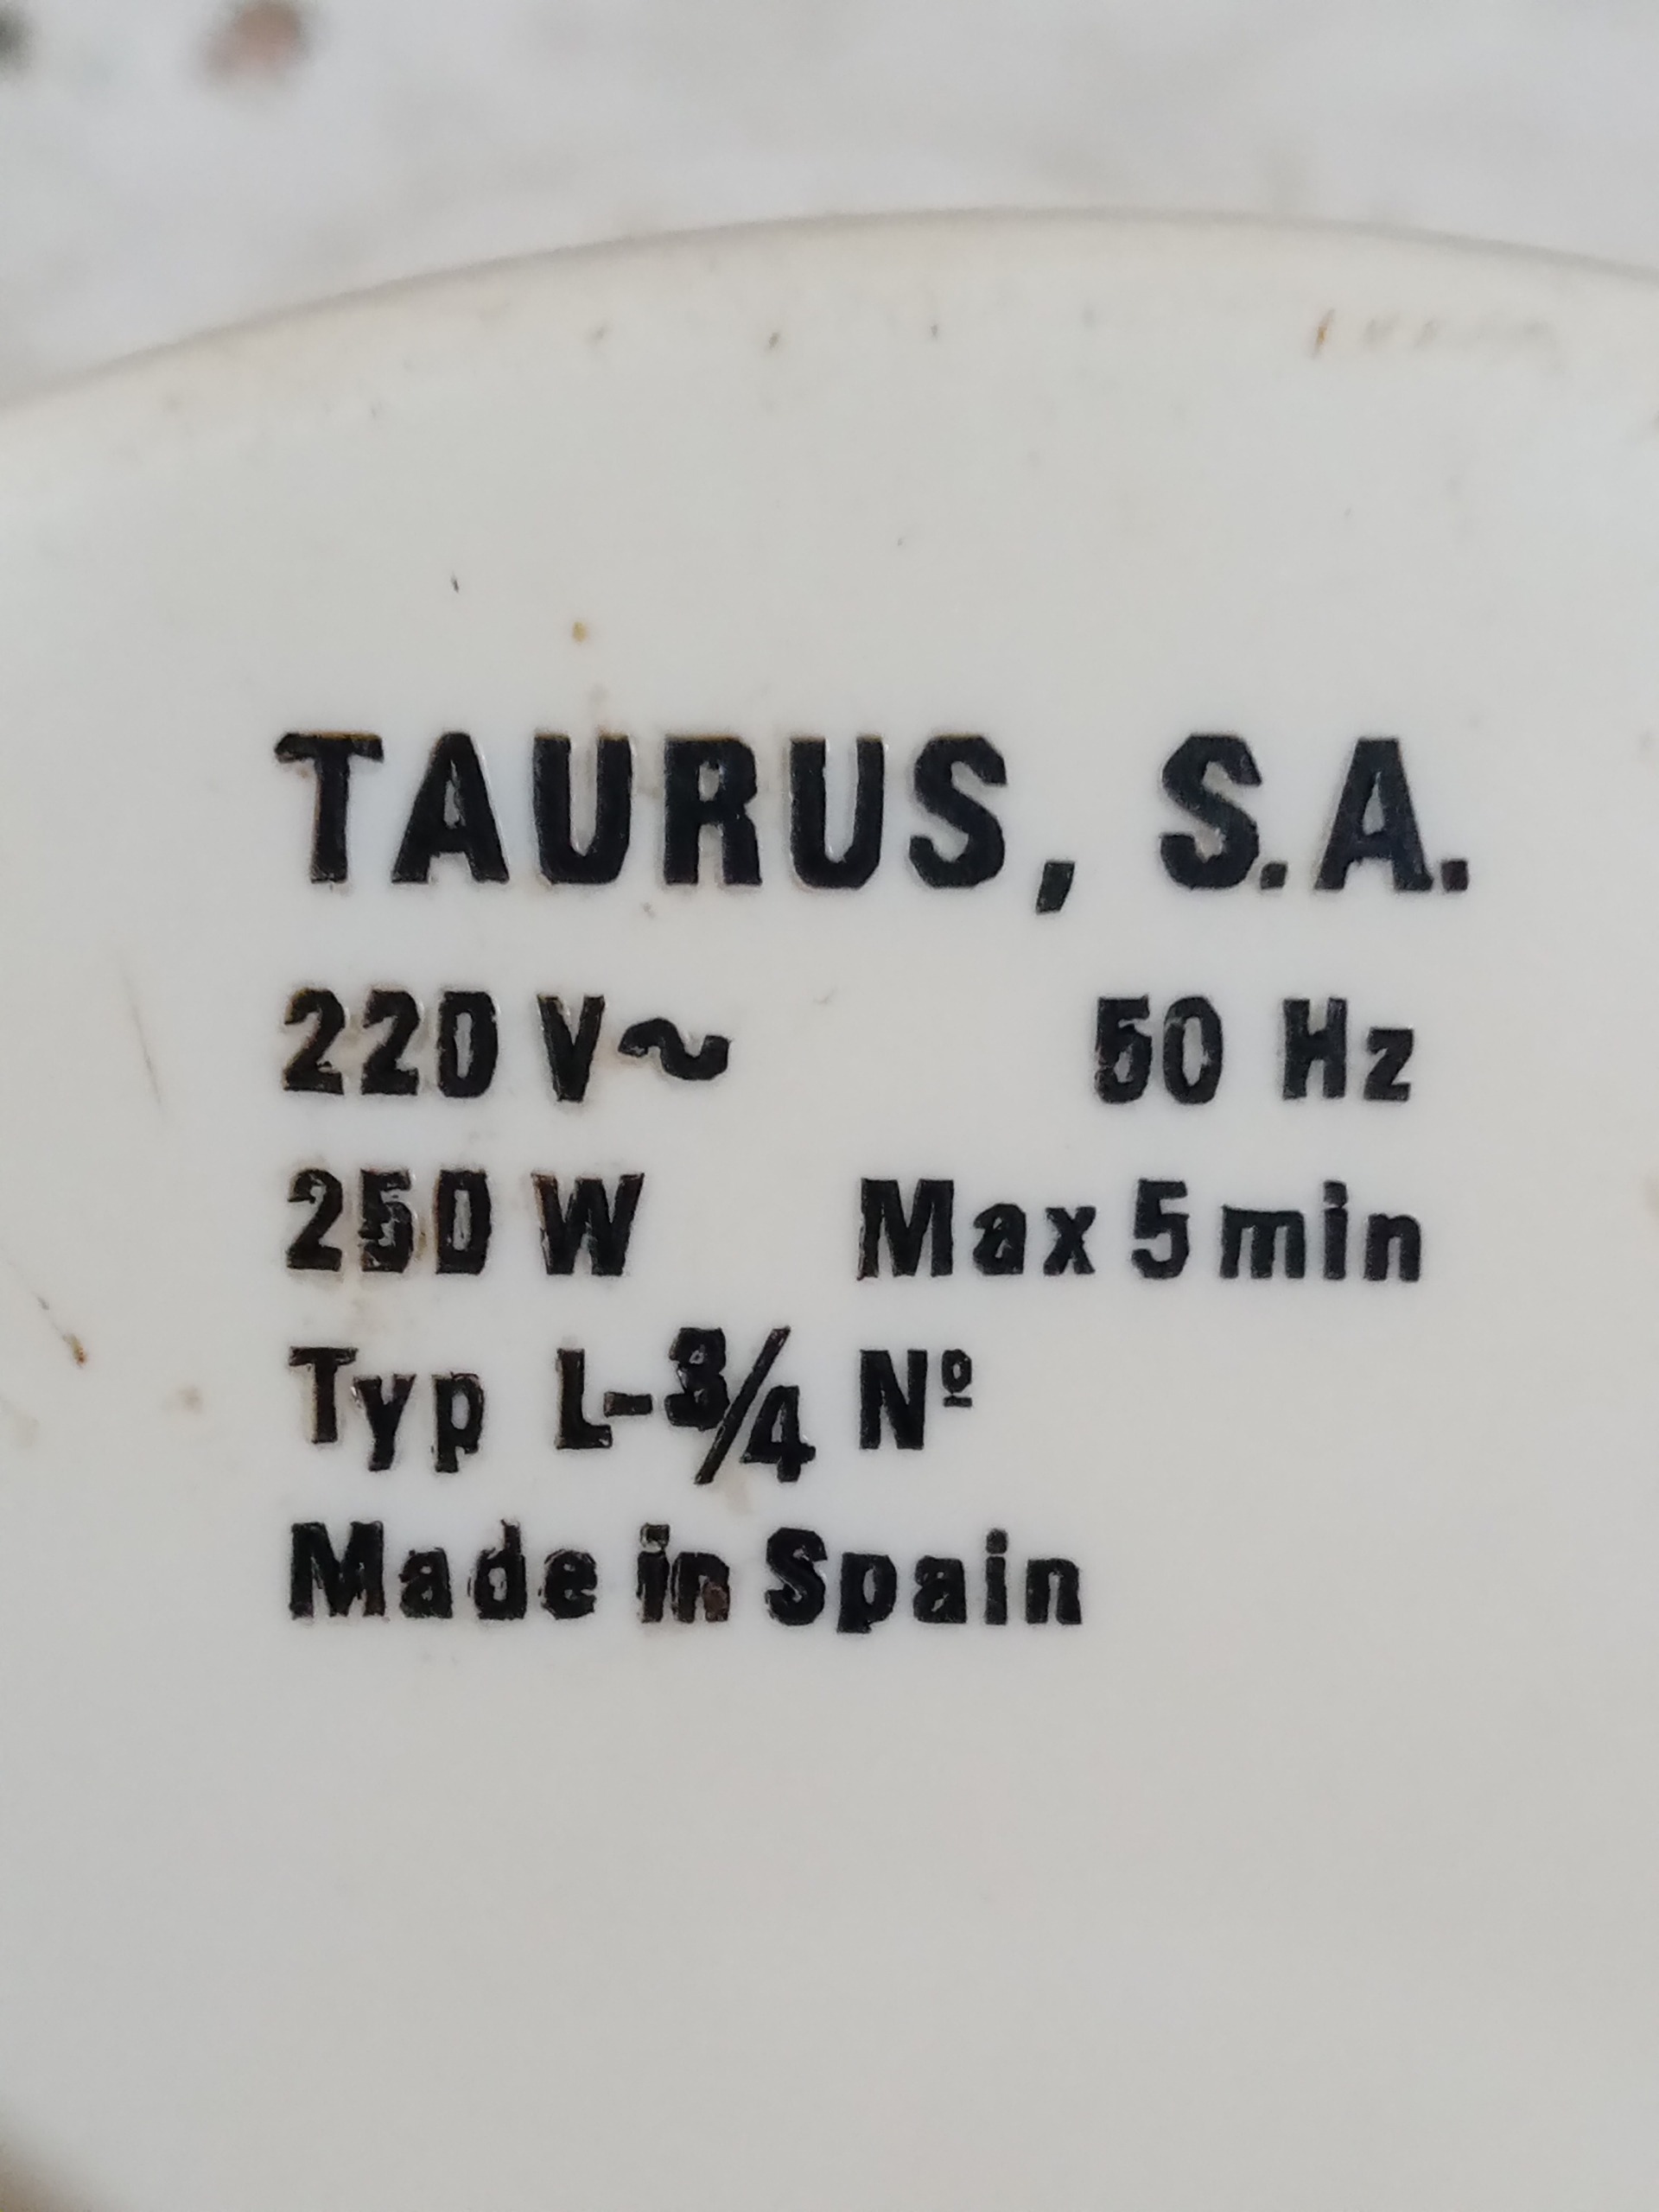 TAURUS, S.A.
220 V~ 50 Hz
250 W Max 5 min
Typ L-¾ Nº
Made in Spain